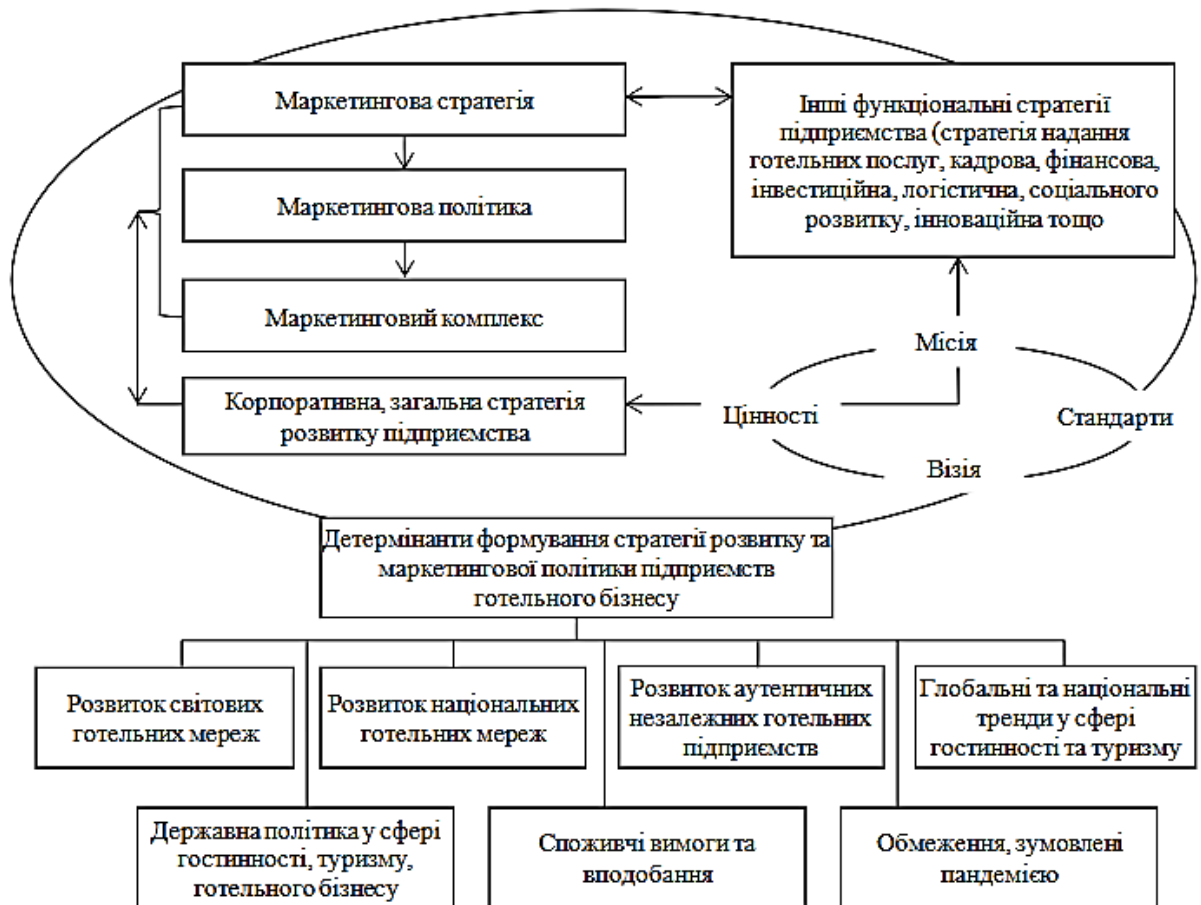 Маркетингова стратегія
Інші функціональні стратегії
підприємства (стратегія надання
готельних послуг, кадрова, фінансова,
інвестиційна, логістична, соціального
розвитку, інноваційна тощо
Маркетингова політика
Маркетинговий комплекс
Корпоративна, загальна стратегія
розвитку підприємства
Місія
Цінності
Стандарти
Візія
Детермінанти формування стратегії розвитку та
маркетингової політики підприємств
готельного бізнесу
Розвиток світових
готельних мереж
Розвиток національних
готельних мереж
Розвиток аутентичних
незалежних готельних
підприємств
Глобальні та національні
тренди у сфері
гостинності та туризму
Державна політика у сфері
гостинності, туризму,
готельного бізнесу
Споживчі вимоги та
вподобання
Обмеження, зумовлені
пандемією